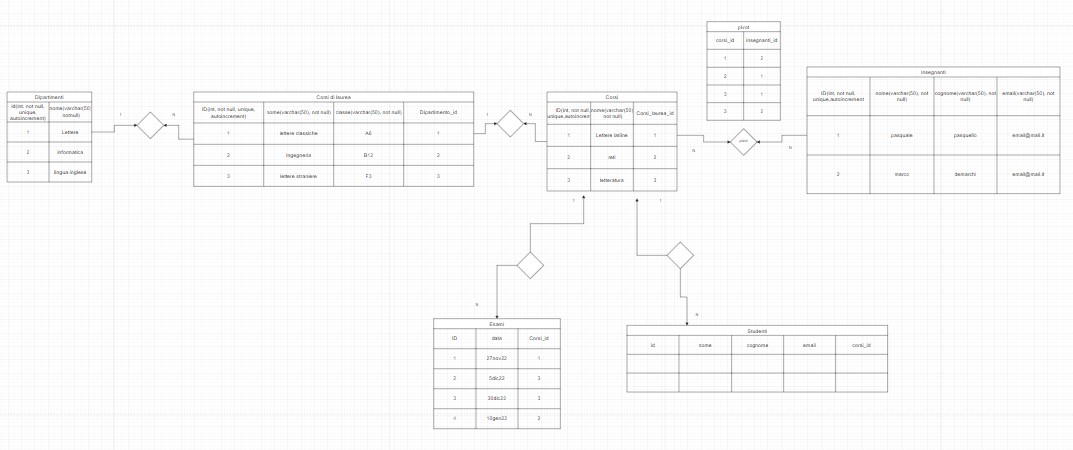 pivot
corsi_id insegnanti_id
1 2
2 1
3 1
3 2
Dipartimenti
id(int, not null, unique, autoincrement) nome(varchar(50) notnull)
1 Lettere
2 informatica
3 lingua inglese
1
N
Corsi di laurea
ID(int, not null, unique, autoincrement) nome(varchar(50), not null) classe(varchar(50), not null) Dipartimento_id
1 lettere classiche A6 1
2 ingegneria B12 2
3 lettere straniere F3 3
1
N
Corsi
ID(int, not null unique,autoincrement nome(varchar(50) not null) Corsi_laurea_id
1 Lettere latine 1
2 reti 2
3 letteratura 3
N
pivot
N
Insegnanti
ID(int, not null, unique,autoincrement nome(varchar(50), not null) cognome(varchar(50), not null) email(varchar(50), not null)
1 pasquale pasquello email@mail.it
2 marco demarchi email@mail.it
1
1
N
N
Esami
ID data Corsi_id
1 27nov22 1
2 5dic22 3
3 30dic22 3
4 10gen23 2
Studenti
id nome cognome email corsi_id